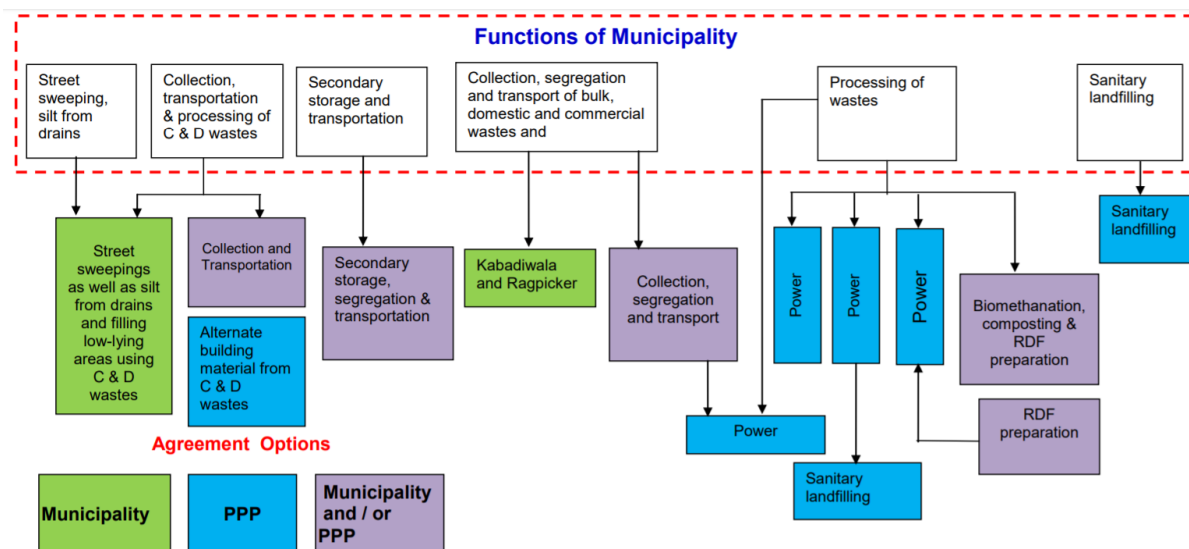 Functions of Municipality
Street
sweeping,
silt from
drains
Collection,
transportation
& processing of
C & D wastes
Secondary
storage and
transportation
Collection, segregation
and transport of bulk,
domestic and commercial
wastes and
Processing of
wastes
Sanitary
landfilling
Street
sweepings
as well as silt
from drains
and filling
low-lying
areas using
C & D
wastes
Collection and
Transportation
Alternate
building
material from
C & D
wastes
Secondary
storage,
segregation &
transportation
Kabadiwala
and Ragpicker
Collection,
segregation
and transport
Power
Power
Power
Biomethanation,
composting &
RDF
preparation
Sanitary
landfilling
RDF
preparation
Power
Sanitary
landfilling
Agreement Options
Municipality
PPP
Municipality
and / or
PPP